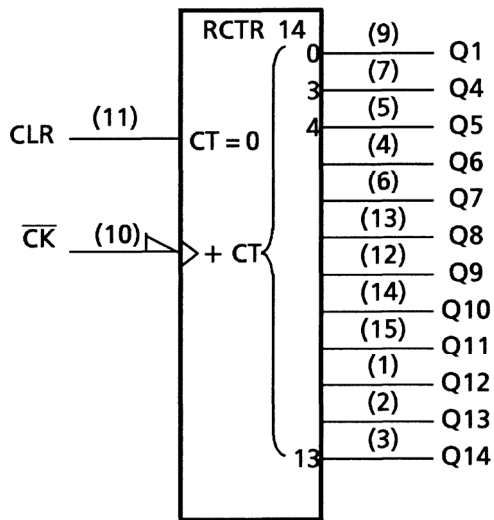 RCTR 14
0 (9) Q1
3 (7) Q4
4 (5) Q5
(4) Q6
(6) Q7
(13) Q8
(12) Q9
(14) Q10
(15) Q11
(1) Q12
(2) Q13
13 (3) Q14
CLR (11) CT = 0
C̅K̅ (10) + CT